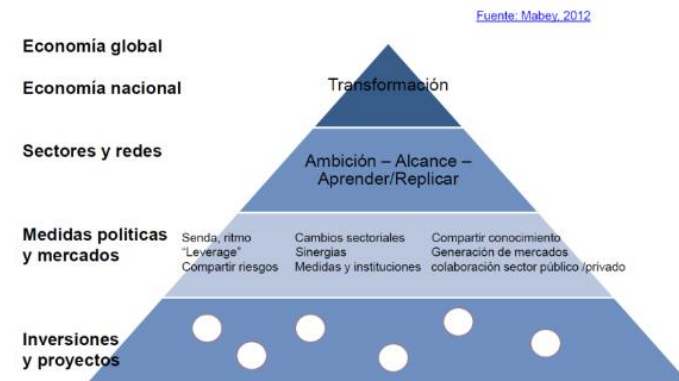 Fuente: Mabey, 2012
Economía global
Economía nacional
Transformación
Sectores y redes
Ambición – Alcance –
Aprender/Replicar
Medidas politicas
y mercados
Senda, ritmo
"Leverage"
Compartir riesgos
Cambios sectoriales
Sinergias
Medidas y instituciones
Compartir conocimiento
Generación de mercados
colaboración sector público /privado
Inversiones
y proyectos